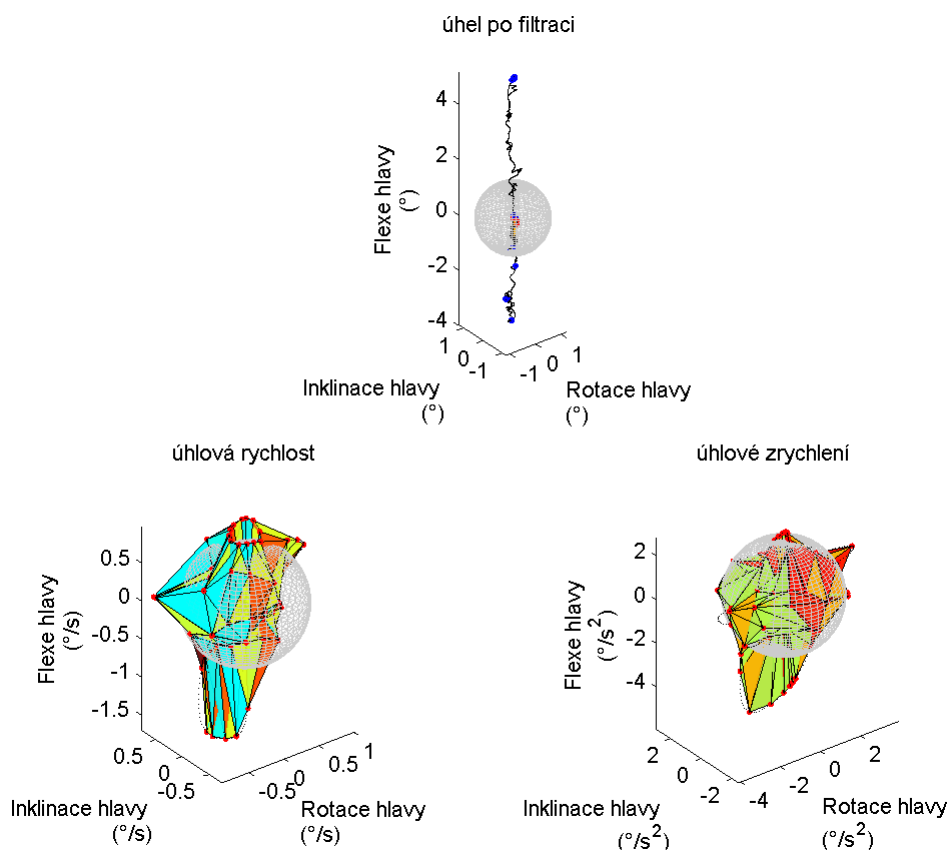 úhel po filtraci
4
2
0
-2
-4
Flexe hlavy
(°)
1
0
-1
-1
0
1
Inklinace hlavy
(°)
Rotace hlavy
(°)
úhlová rychlost
0.5
0
-0.5
-1
-1.5
Flexe hlavy
(°/s)
0.5
0
-0.5
-0.5
0
0.5
1
Inklinace hlavy
(°/s)
Rotace hlavy
(°/s)
úhlové zrychlení
2
0
-2
-4
Flexe hlavy
(°/s²)
2
0
-2
-4
-2
0
2
Inklinace hlavy
(°/s²)
Rotace hlavy
(°/s²)